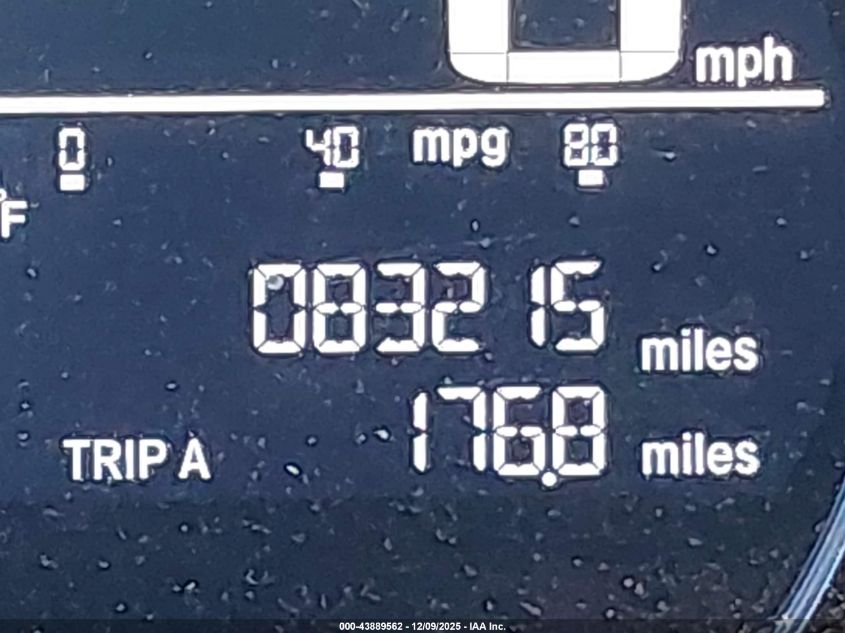 mph
0 40 mpg 80
°F
083215 miles
TRIP A 176.8 miles
000-43889562 - 12/09/2025 - IAA Inc.